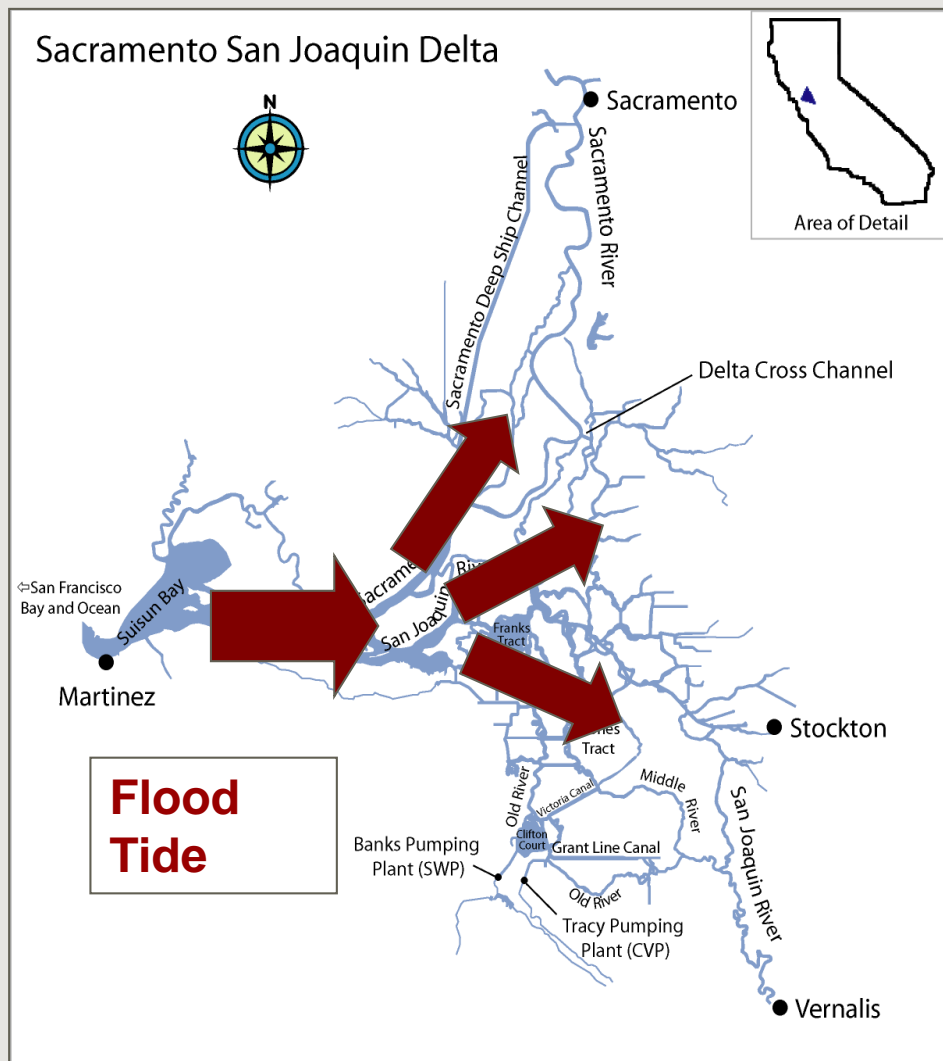 Sacramento San Joaquin Delta
N
Sacramento
Area of Detail
Sacramento River
Sacramento Deep Ship Channel
Delta Cross Channel
⇦San Francisco
Bay and Ocean
Suisun Bay
Martinez
San Joaquin
Franks
Tract
Stockton
Tract
Flood
Tide
Old River
Victoria Canal
Middle
River
San Joaquin River
Clifton
Court
Grant Line Canal
Banks Pumping
Plant (SWP)
Old River
Tracy Pumping
Plant (CVP)
Vernalis